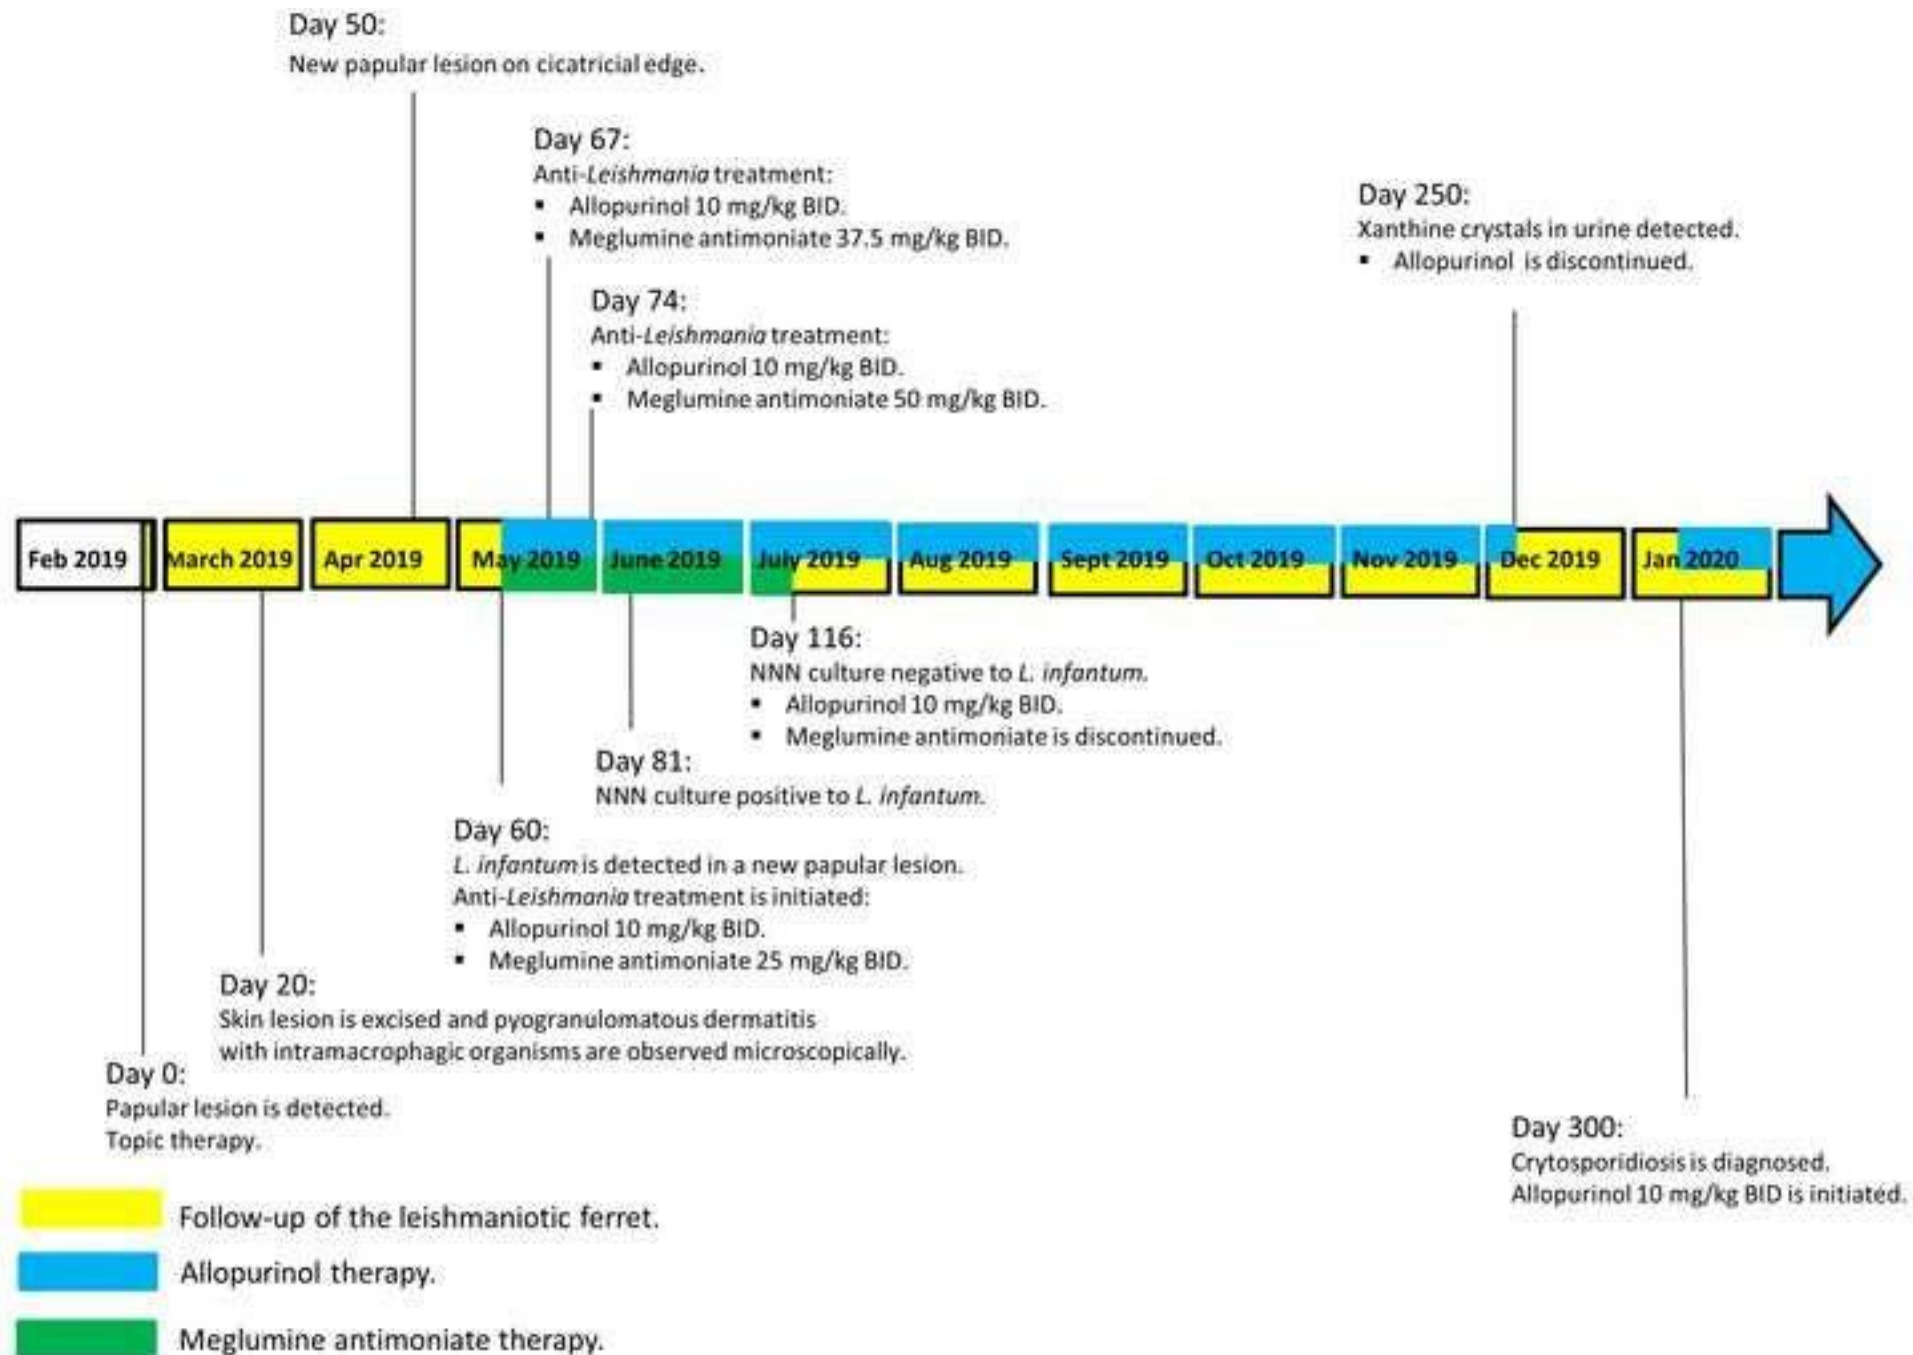 Day 50:
New papular lesion on cicatricial edge.
Day 67:
Anti-Leishmania treatment:
▪ Allopurinol 10 mg/kg BID.
▪ Meglumine antimoniate 37.5 mg/kg BID.
Day 74:
Anti-Leishmania treatment:
▪ Allopurinol 10 mg/kg BID.
▪ Meglumine antimoniate 50 mg/kg BID.
Day 250:
Xanthine crystals in urine detected.
▪ Allopurinol is discontinued.
Feb 2019
March 2019
Apr 2019
May 2019
June 2019
July 2019
Aug 2019
Sept 2019
Oct 2019
Nov 2019
Dec 2019
Jan 2020
Day 116:
NNN culture negative to L. infantum.
▪ Allopurinol 10 mg/kg BID.
▪ Meglumine antimoniate is discontinued.
Day 81:
NNN culture positive to L. infantum.
Day 60:
L. infantum is detected in a new papular lesion.
Anti-Leishmania treatment is initiated:
▪ Allopurinol 10 mg/kg BID.
▪ Meglumine antimoniate 25 mg/kg BID.
Day 20:
Skin lesion is excised and pyogranulomatous dermatitis
with intramacrophagic organisms are observed microscopically.
Day 0:
Papular lesion is detected.
Topic therapy.
Day 300:
Crytosporidiosis is diagnosed.
Allopurinol 10 mg/kg BID is initiated.
Follow-up of the leishmaniotic ferret.
Allopurinol therapy.
Meglumine antimoniate therapy.